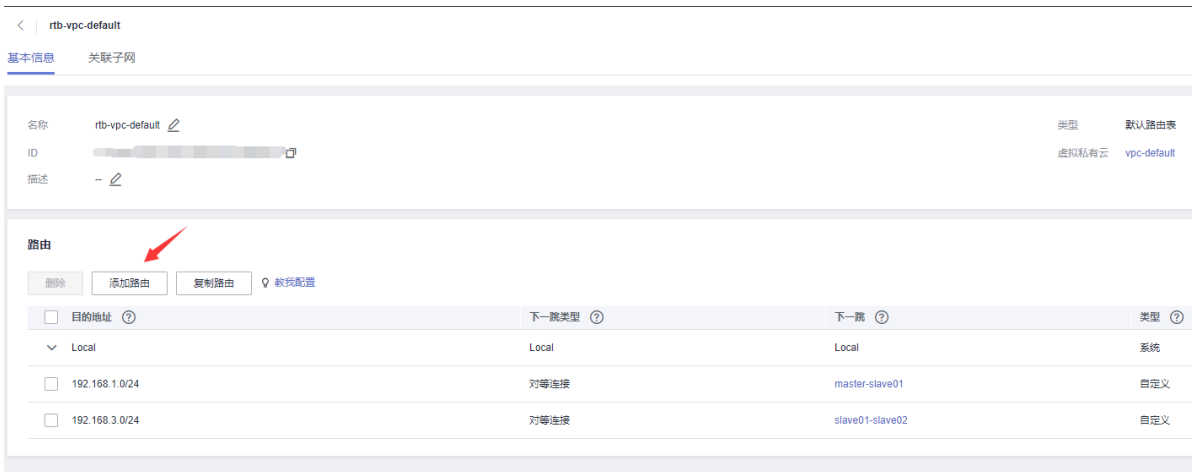 rtb-vpc-default
基本信息 关联子网
名称 rtb-vpc-default 类型 默认路由表
ID 虚拟私有云 vpc-default
描述 --
路由
删除 添加路由 复制路由 教我配置
目的地址 下一跳类型 下一跳 类型
Local Local Local 系统
192.168.1.0/24 对等连接 master-slave01 自定义
192.168.3.0/24 对等连接 slave01-slave02 自定义